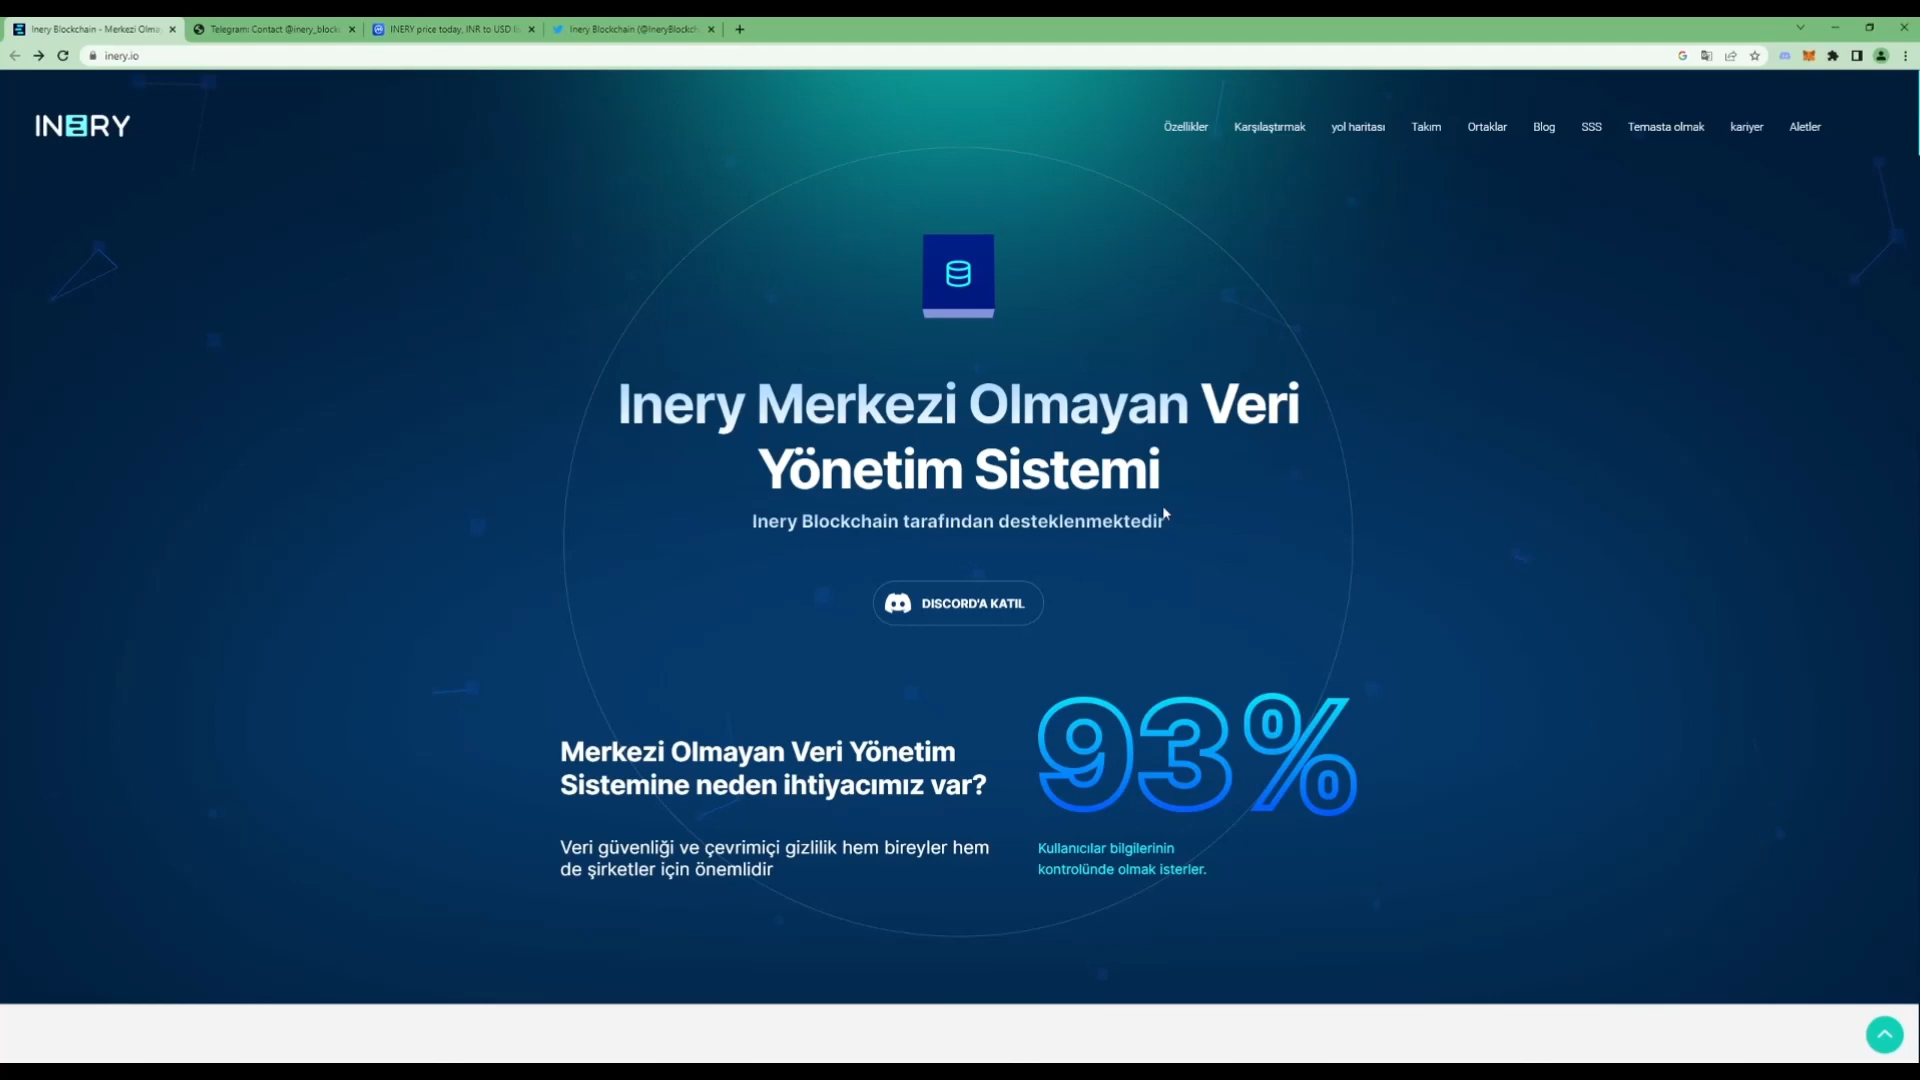 Inery Blockchain - Merkezi Olma
Telegram: Contact @inery_block
INERY price today, INR to USD li
Inery Blockchain (@IneryBlockch
inery.io
INERY
Özellikler
Karşılaştırmak
yol haritası
Takım
Ortaklar
Blog
SSS
Temasta olmak
kariyer
Aletler
Inery Merkezi Olmayan Veri
Yönetim Sistemi
Inery Blockchain tarafından desteklenmektedir
DISCORD'A KATIL
Merkezi Olmayan Veri Yönetim
Sistemine neden ihtiyacımız var?
Veri güvenliği ve çevrimiçi gizlilik hem bireyler hem
de şirketler için önemlidir
93%
Kullanıcılar bilgilerinin
kontrolünde olmak isterler.